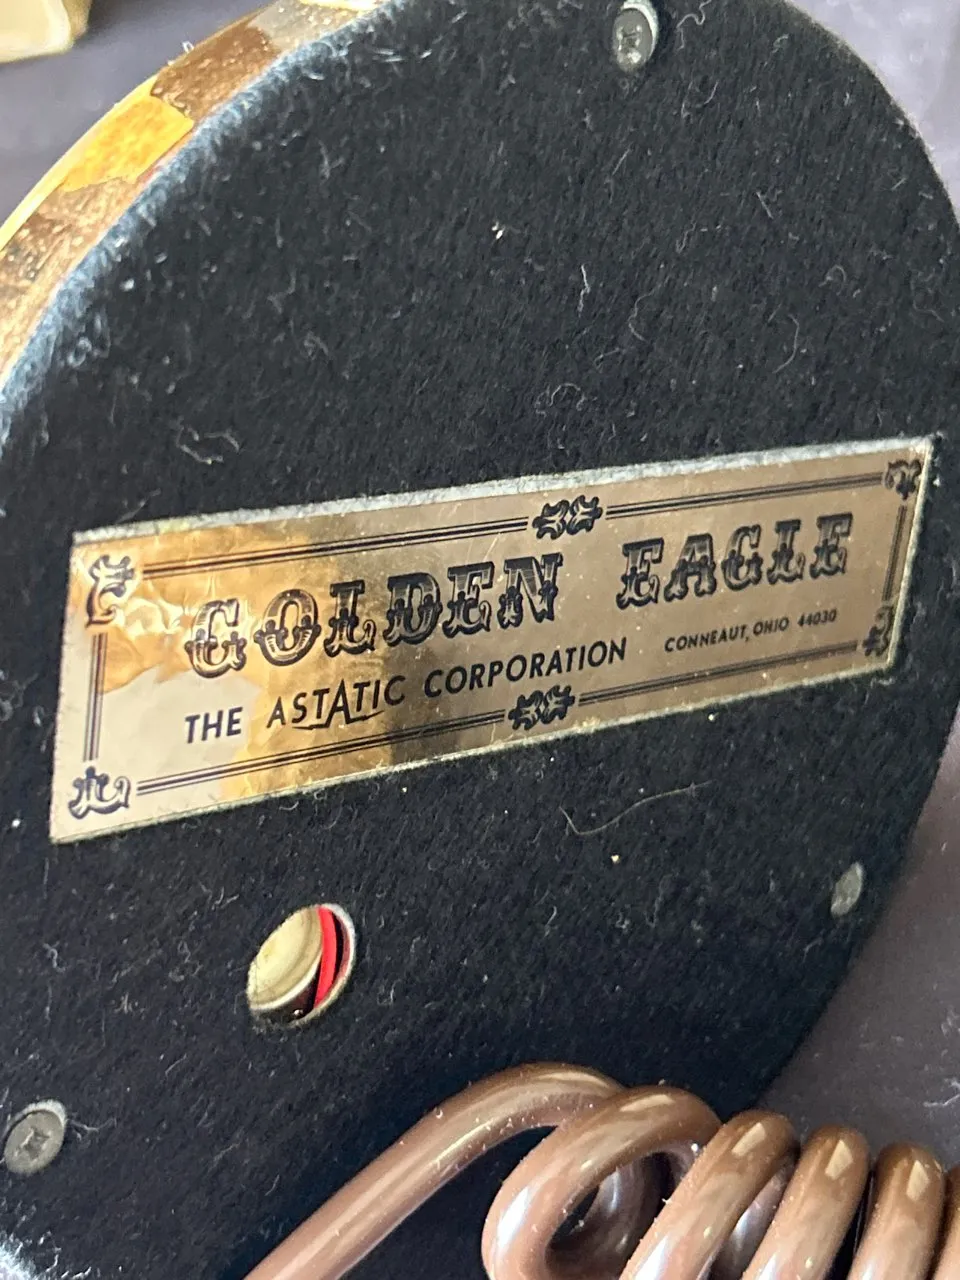 GOLDEN EAGLE
THE ASTATIC CORPORATION CONNEAUT, OHIO 44030